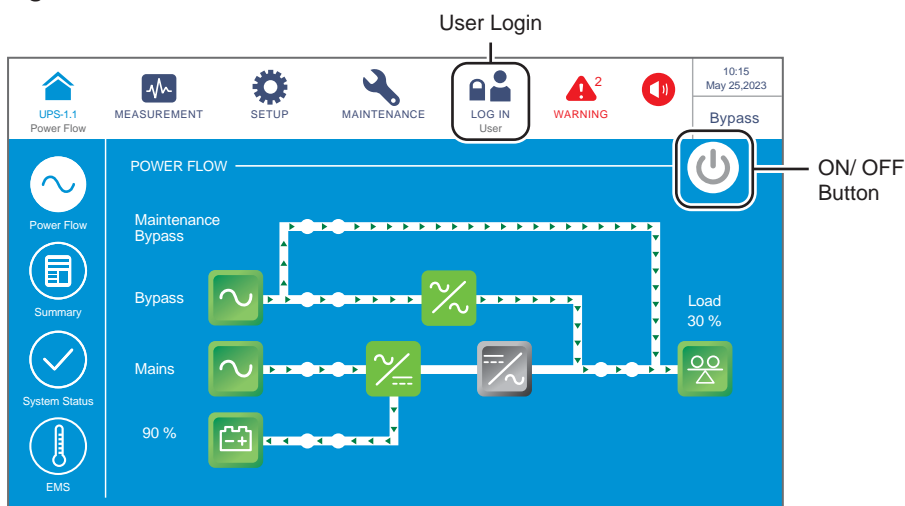 User Login
10:15
May 25,2023
UPS-1.1
Power Flow
MEASUREMENT
SETUP
MAINTENANCE
LOG IN
User
2
WARNING
Bypass
ON/ OFF
Button
POWER FLOW
Power Flow
Maintenance
Bypass
Summary
Bypass
Load
30 %
Mains
System Status
90 %
EMS